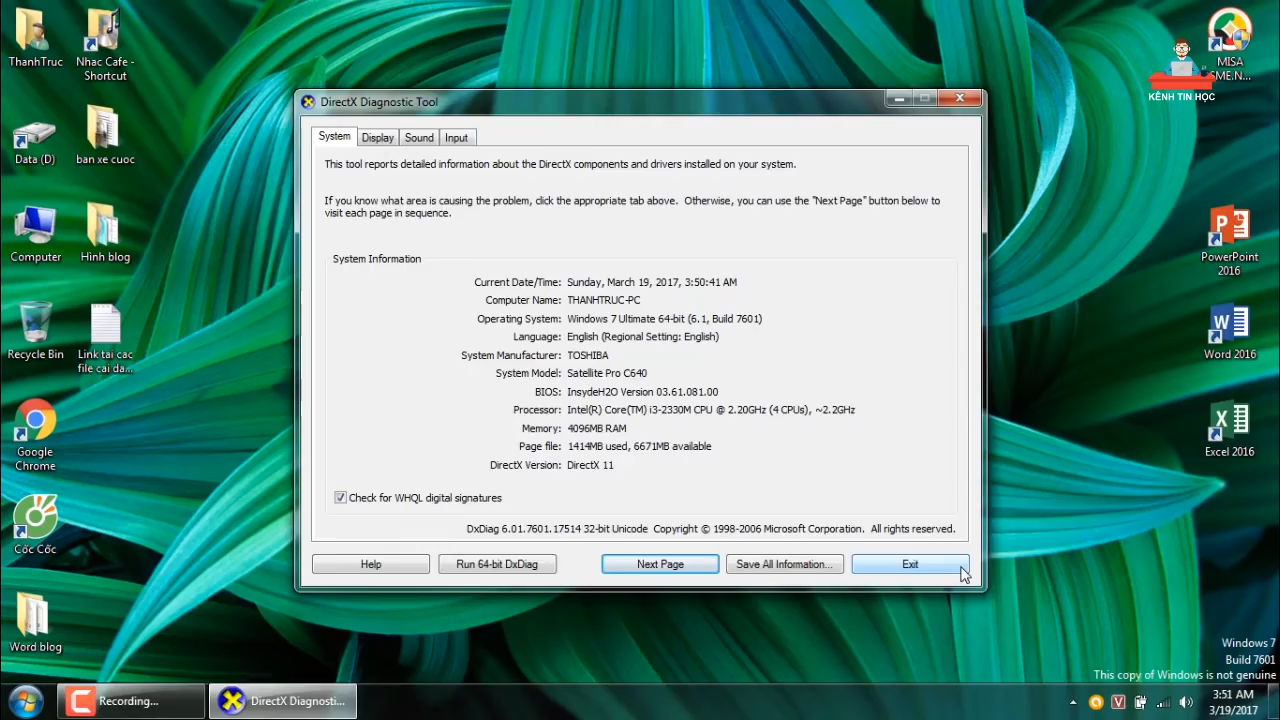 ThanhTruc
Nhac Cafe -
Shortcut
Data (D)
ban xe cuoc
Computer
Hinh blog
Recycle Bin
Link tai cac
file cai da...
Google
Chrome
Cốc Cốc
Word blog
MISA
SME.N...
KÊNH TIN HỌC
PowerPoint
2016
Word 2016
Excel 2016
DirectX Diagnostic Tool
System
Display
Sound
Input
This tool reports detailed information about the DirectX components and drivers installed on your system.
If you know what area is causing the problem, click the appropriate tab above. Otherwise, you can use the "Next Page" button below to
visit each page in sequence.
System Information
Current Date/Time: Sunday, March 19, 2017, 3:50:41 AM
Computer Name: THANHTRUC-PC
Operating System: Windows 7 Ultimate 64-bit (6.1, Build 7601)
Language: English (Regional Setting: English)
System Manufacturer: TOSHIBA
System Model: Satellite Pro C640
BIOS: InsydeH2O Version 03.61.081.00
Processor: Intel(R) Core(TM) i3-2330M CPU @ 2.20GHz (4 CPUs), ~2.2GHz
Memory: 4096MB RAM
Page file: 1414MB used, 6671MB available
DirectX Version: DirectX 11
Check for WHQL digital signatures
DxDiag 6.01.7601.17514 32-bit Unicode Copyright © 1998-2006 Microsoft Corporation. All rights reserved.
Help
Run 64-bit DxDiag
Next Page
Save All Information...
Exit
Windows 7
Build 7601
This copy of Windows is not genuine
Recording...
DirectX Diagnosti...
V
3:51 AM
3/19/2017